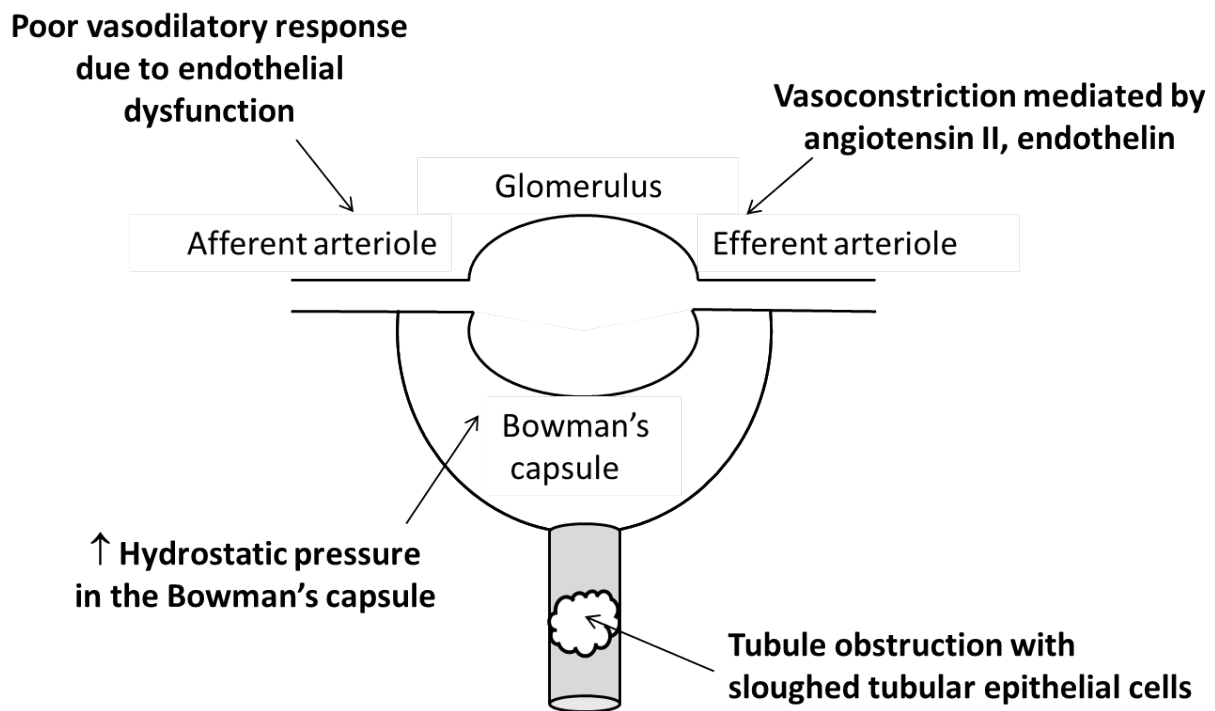 Poor vasodilatory response
due to endothelial
dysfunction
Vasoconstriction mediated by
angiotensin II, endothelin
Glomerulus
Afferent arteriole
Efferent arteriole
Bowman’s
capsule
↑ Hydrostatic pressure
in the Bowman’s capsule
Tubule obstruction with
sloughed tubular epithelial cells